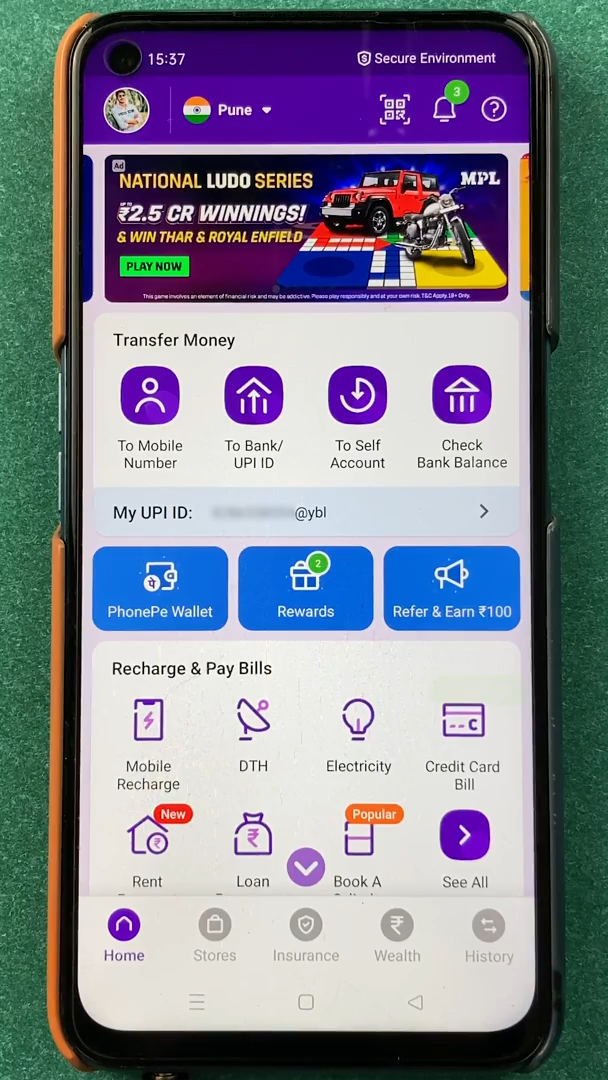 15:37
Secure Environment
Pune
3
Ad
NATIONAL LUDO SERIES
MPL
₹2.5 CR WINNINGS!
& WIN THAR & ROYAL ENFIELD
PLAY NOW
This game involves an element of financial risk and may be addictive. Please play responsibly and at your own risk. T&C Apply. 18+ Only.
Transfer Money
To Mobile Number
To Bank/ UPI ID
To Self Account
Check Bank Balance
My UPI ID: @ybl
PhonePe Wallet
2
Rewards
Refer & Earn ₹100
Recharge & Pay Bills
Mobile Recharge
DTH
Electricity
Credit Card Bill
New
Popular
Rent
Loan
Book A
See All
Home
Stores
Insurance
Wealth
History